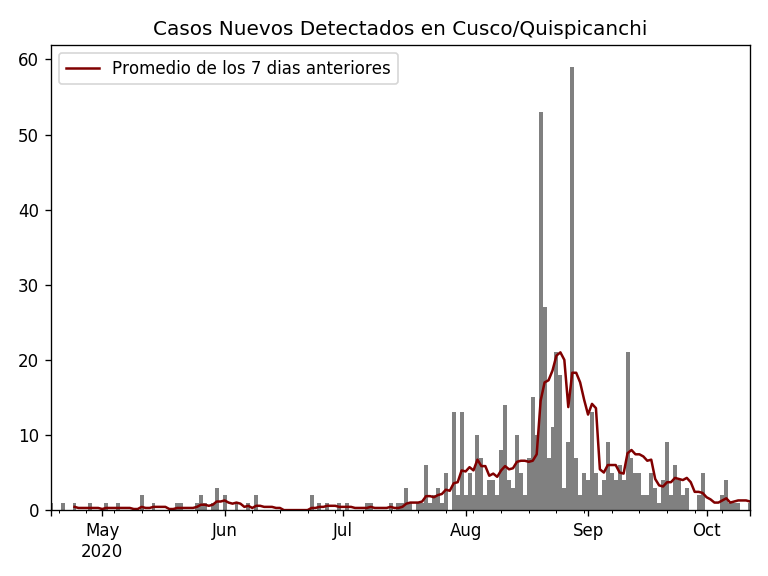 Casos Nuevos Detectados en Cusco/Quispicanchi
Promedio de los 7 dias anteriores
60
50
40
30
20
10
0
May Jun Jul Aug Sep Oct
2020